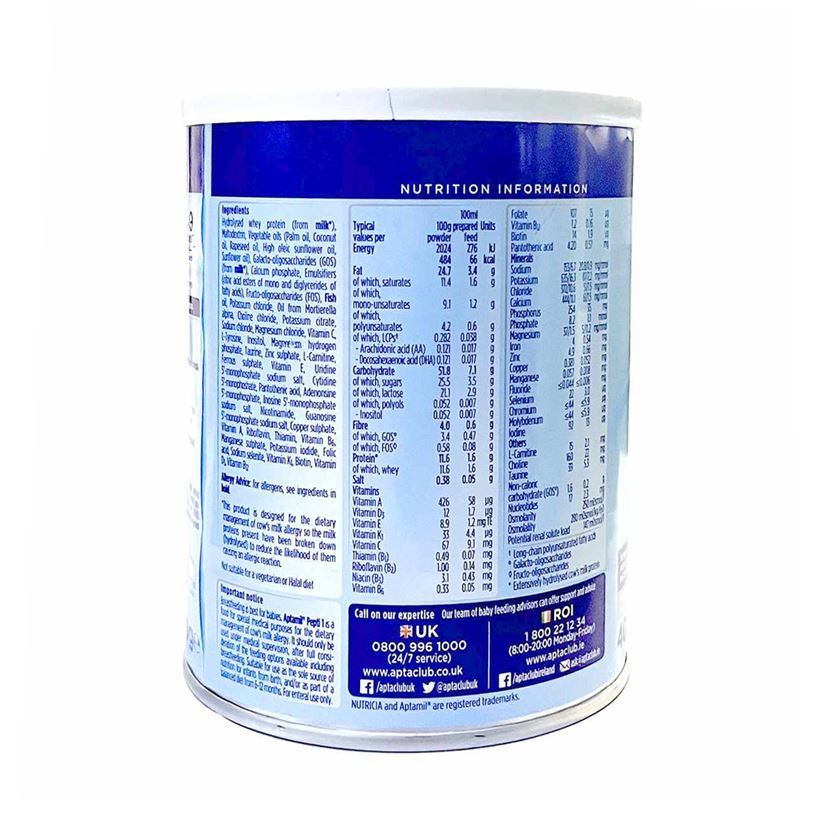 NUTRITION INFORMATION
Ingredients
Hydrolysed whey protein (from milk*),
Maltodextrin, Vegetable oils (Palm oil, Coconut
oil, Rapeseed oil, High oleic sunflower oil,
Sunflower oil), Galacto-oligosaccharides (GOS)
(from milk*), Calcium phosphate, Emulsifiers
(citric acid esters of mono and diglycerides of
fatty acids), Fructo-oligosaccharides (FOS), Fish
oil, Potassium chloride, Oil from Mortierella
alpina, Choline chloride, Potassium citrate,
Sodium chloride, Magnesium chloride, Vitamin C,
L-Tyrosine, Inositol, Magnesium hydrogen
phosphate, Taurine, Zinc sulphate, L-Carnitine,
Ferrous sulphate, Vitamin E, Uridine
5'-monophosphate sodium salt, Cytidine
5'-monophosphate, Pantothenic acid, Adenosine
5'-monophosphate, Inosine 5'-monophosphate
sodium salt, Nicotinamide, Guanosine
5'-monophosphate sodium salt, Copper sulphate,
Vitamin A, Riboflavin, Thiamin, Vitamin B6,
Manganese sulphate, Potassium iodide, Folic
acid, Sodium selenite, Vitamin K1, Biotin, Vitamin
D3, Vitamin B12
Allergy Advice: for allergens, see ingredients in
bold.
*This product is designed for the dietary
management of cow's milk allergy so the milk
proteins present have been broken down
(hydrolysed) to reduce the likelihood of them
causing an allergic reaction.
Not suitable for a vegetarian or Halal diet
Important notice
Breastfeeding is best for babies. Aptamil® Pepti 1 is a
food for special medical purposes for the dietary
management of cow's milk allergy. It should only be
used under medical supervision, after full consi-
deration of the feeding options available including
breastfeeding. Suitable for use as the sole source of
nutrition for infants from birth, and/or as part of a
balanced diet from 6-12 months. For enteral use only.
100ml
Typical 100g prepared Units
values per powder feed
Energy 2024 276 kJ
484 66 kcal
Fat 24.7 3.4 g
of which, saturates 11.4 1.6 g
of which,
mono-unsaturates 9.1 1.2 g
of which,
polyunsaturates 4.2 0.6 g
of which, LCPs† 0.282 0.038 g
- Arachidonic acid (AA) 0.121 0.017 g
- Docosahexaenoic acid (DHA) 0.121 0.017 g
Carbohydrate 51.8 7.1 g
of which, sugars 25.5 3.5 g
of which, lactose 21.1 2.9 g
of which, polyols 0.052 0.007 g
- Inositol 0.052 0.007 g
Fibre 4.0 0.6 g
of which, GOS° 3.4 0.47 g
of which, FOS◊ 0.58 0.08 g
Protein* 11.6 1.6 g
of which, whey 11.6 1.6 g
Salt 0.38 0.05 g
Vitamins
Vitamin A 426 58 µg
Vitamin D3 12 1.7 µg
Vitamin E 8.9 1.2 mg TE
Vitamin K1 33 4.4 µg
Vitamin C 67 9.1 mg
Thiamin (B1) 0.49 0.07 mg
Riboflavin (B2) 1.00 0.14 mg
Niacin (B3) 3.1 0.43 mg
Vitamin B6 0.33 0.05 mg
Folate 107 15 µg
Vitamin B12 1.2 0.16 µg
Biotin 14 1.9 µg
Pantothenic acid 4.20 0.57 mg
Minerals
Sodium
Potassium
Chloride
Calcium
Phosphorus
Phosphate
Magnesium
Iron
Zinc
Copper
Manganese
Fluoride
Selenium
Chromium
Molybdenum
Iodine
Others
L-Carnitine
Choline
Taurine
Non-caloric
carbohydrate (GOS°)
Nucleotides
Osmolality
Osmolarity
Potential renal solute load
† Long-chain polyunsaturated fatty acids
° Galacto-oligosaccharides
◊ Fructo-oligosaccharides
* Extensively hydrolysed cow's milk protein
Call on our expertise Our team of baby feeding advisors can offer support and advice
UK
0800 996 1000
(24/7 service)
www.aptaclub.co.uk
/aptaclubuk @aptaclubuk
ROI
1 800 22 12 34
(8:00-20:00 Monday-Friday)
www.aptaclub.ie
/aptaclubireland ask@aptaclub.ie
NUTRICIA and Aptamil® are registered trademarks.